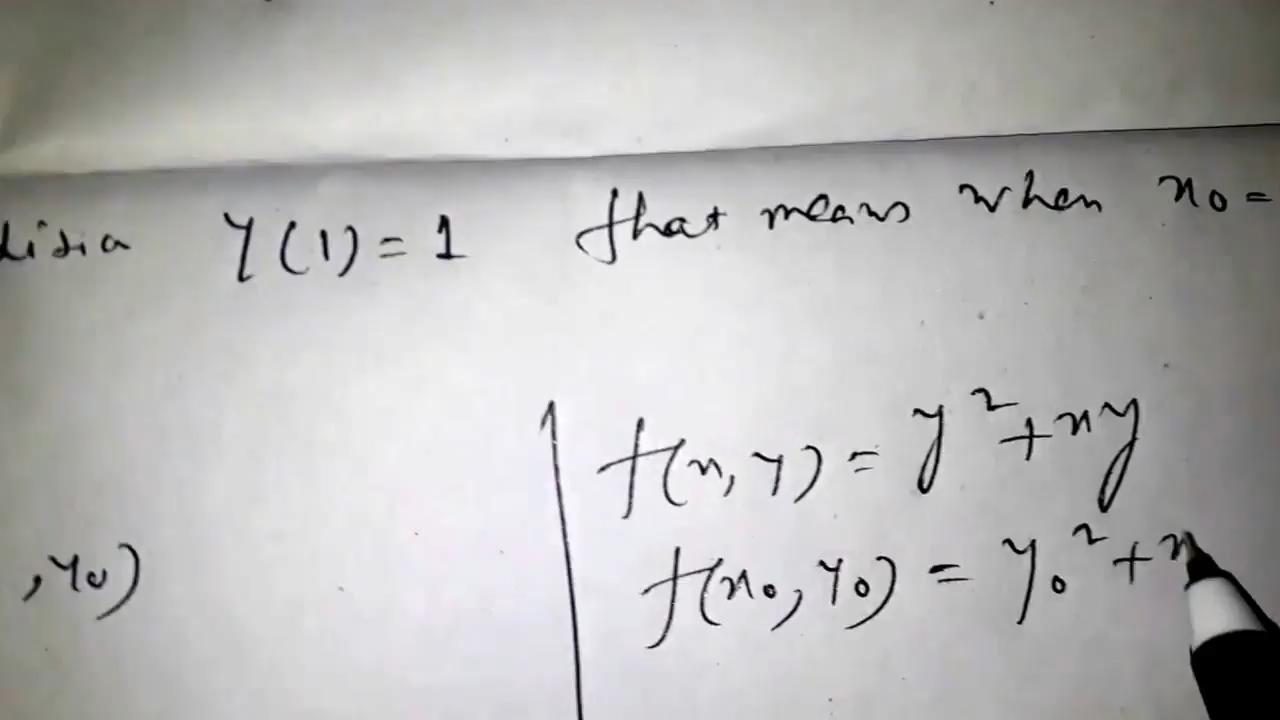 Y(1)=1 that means when x0=
f(x,y)=y²+xy
,y0)
f(x0,y0)=y0²+x